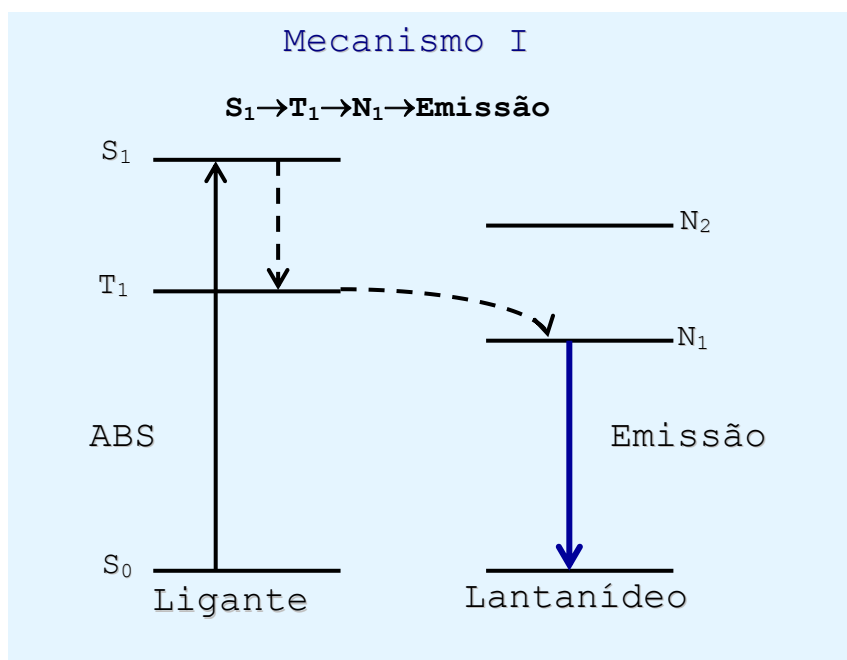 Mecanismo I
S₁→T₁→N₁→Emissão
S₁
N₂
T₁
N₁
ABS
Emissão
S₀
Ligante
Lantanídeo